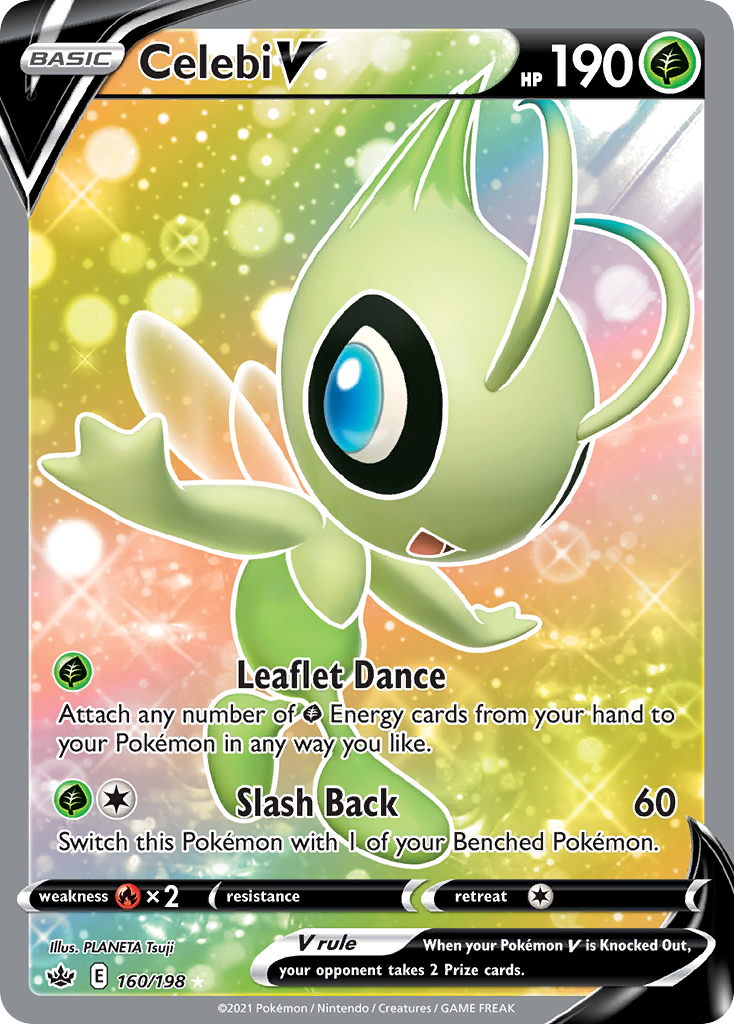 BASIC Celebi V HP 190
Leaflet Dance
Attach any number of Energy cards from your hand to
your Pokémon in any way you like.
Slash Back 60
Switch this Pokémon with 1 of your Benched Pokémon.
weakness ×2 resistance retreat
Illus. PLANETA Tsuji
V rule When your Pokémon V is Knocked Out,
your opponent takes 2 Prize cards.
E 160/198
©2021 Pokémon / Nintendo / Creatures / GAME FREAK